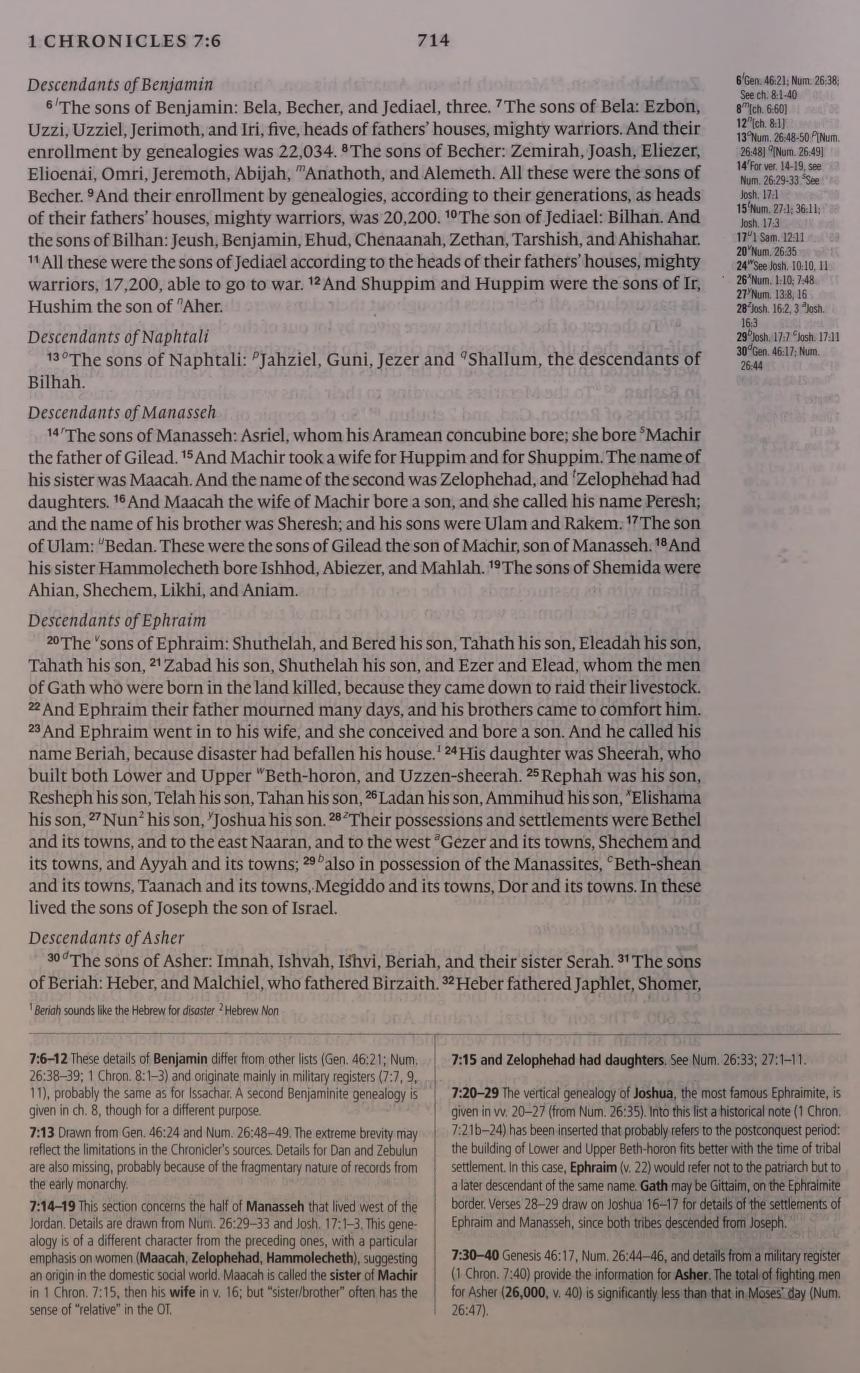 1 CHRONICLES 7:6
714
Descendants of Benjamin
6 ˡThe sons of Benjamin: Bela, Becher, and Jediael, three. 7 The sons of Bela: Ezbon,
Uzzi, Uzziel, Jerimoth, and Iri, five, heads of fathers’ houses, mighty warriors. And their
enrollment by genealogies was 22,034. 8 The sons of Becher: Zemirah, Joash, Eliezer,
Elioenai, Omri, Jeremoth, Abijah, ᵐAnathoth, and Alemeth. All these were the sons of
Becher. 9 And their enrollment by genealogies, according to their generations, as heads
of their fathers’ houses, mighty warriors, was 20,200. 10 The son of Jediael: Bilhan. And
the sons of Bilhan: Jeush, Benjamin, Ehud, Chenaanah, Zethan, Tarshish, and Ahishahar.
11 All these were the sons of Jediael according to the heads of their fathers’ houses, mighty
warriors, 17,200, able to go to war. 12 And Shuppim and Huppim were the sons of Ir,
Hushim the son of ⁿAher.
Descendants of Naphtali
13 ᵒThe sons of Naphtali: ᵖJahziel, Guni, Jezer and qShallum, the descendants of
Bilhah.
Descendants of Manasseh
14 ʳThe sons of Manasseh: Asriel, whom his Aramean concubine bore; she bore ˢMachir
the father of Gilead. 15 And Machir took a wife for Huppim and for Shuppim. The name of
his sister was Maacah. And the name of the second was Zelophehad, and ᵗZelophehad had
daughters. 16 And Maacah the wife of Machir bore a son, and she called his name Peresh;
and the name of his brother was Sheresh; and his sons were Ulam and Rakem. 17 The son
of Ulam: ᵘBedan. These were the sons of Gilead the son of Machir, son of Manasseh. 18 And
his sister Hammolecheth bore Ishhod, Abiezer, and Mahlah. 19 The sons of Shemida were
Ahian, Shechem, Likhi, and Aniam.
Descendants of Ephraim
20 The ᵛsons of Ephraim: Shuthelah, and Bered his son, Tahath his son, Eleadah his son,
Tahath his son, 21 Zabad his son, Shuthelah his son, and Ezer and Elead, whom the men
of Gath who were born in the land killed, because they came down to raid their livestock.
22 And Ephraim their father mourned many days, and his brothers came to comfort him.
23 And Ephraim went in to his wife, and she conceived and bore a son. And he called his
name Beriah, because disaster had befallen his house.¹ 24 His daughter was Sheerah, who
built both Lower and Upper ʷBeth-horon, and Uzzen-sheerah. 25 Rephah was his son,
Resheph his son, Telah his son, Tahan his son, 26 Ladan his son, Ammihud his son, ˣElishama
his son, 27 Nun² his son, ʸJoshua his son. 28 ᶻTheir possessions and settlements were Bethel
and its towns, and to the east Naaran, and to the west ᵃGezer and its towns, Shechem and
its towns, and Ayyah and its towns; 29 ᵇalso in possession of the Manassites, ᶜBeth-shean
and its towns, Taanach and its towns, Megiddo and its towns, Dor and its towns. In these
lived the sons of Joseph the son of Israel.
Descendants of Asher
30 ᵈThe sons of Asher: Imnah, Ishvah, Ishvi, Beriah, and their sister Serah. 31 The sons
of Beriah: Heber, and Malchiel, who fathered Birzaith. 32 Heber fathered Japhlet, Shomer,
¹ Beriah sounds like the Hebrew for disaster ² Hebrew Non
6 ˡGen. 46:21; Num. 26:38;
See ch. 8:1-40
8 ᵐ[ch. 6:60]
12 ⁿ[ch. 8:1]
13 ᵒNum. 26:48-50 ᵖ[Num.
26:48] q[Num. 26:49]
14 ʳFor ver. 14-19, see
Num. 26:29-33 ˢSee
Josh. 17:1
15 ᵗNum. 27:1; 36:11;
Josh. 17:3
17 ᵘ1 Sam. 12:11
20 ᵛNum. 26:35
24 ʷSee Josh. 10:10, 11
26 ˣNum. 1:10; 7:48
27 ʸNum. 13:8, 16
28 ᶻJosh. 16:2, 3 ᵃJosh.
16:3
29 ᵇJosh. 17:7 ᶜJosh. 17:11
30 ᵈGen. 46:17; Num.
26:44
7:6–12 These details of Benjamin differ from other lists (Gen. 46:21; Num.
26:38–39; 1 Chron. 8:1–3) and originate mainly in military registers (7:7, 9,
11), probably the same as for Issachar. A second Benjaminite genealogy is
given in ch. 8, though for a different purpose.
7:13 Drawn from Gen. 46:24 and Num. 26:48–49. The extreme brevity may
reflect the limitations in the Chronicler’s sources. Details for Dan and Zebulun
are also missing, probably because of the fragmentary nature of records from
the early monarchy.
7:14–19 This section concerns the half of Manasseh that lived west of the
Jordan. Details are drawn from Num. 26:29–33 and Josh. 17:1–3. This gene-
alogy is of a different character from the preceding ones, with a particular
emphasis on women (Maacah, Zelophehad, Hammolecheth), suggesting
an origin in the domestic social world. Maacah is called the sister of Machir
in 1 Chron. 7:15, then his wife in v. 16; but “sister/brother” often has the
sense of “relative” in the OT.
7:15 and Zelophehad had daughters. See Num. 26:33; 27:1–11.
7:20–29 The vertical genealogy of Joshua, the most famous Ephraimite, is
given in vv. 20–27 (from Num. 26:35). Into this list a historical note (1 Chron.
7:21b–24) has been inserted that probably refers to the postconquest period:
the building of Lower and Upper Beth-horon fits better with the time of tribal
settlement. In this case, Ephraim (v. 22) would refer not to the patriarch but to
a later descendant of the same name. Gath may be Gittaim, on the Ephraimite
border. Verses 28–29 draw on Joshua 16–17 for details of the settlements of
Ephraim and Manasseh, since both tribes descended from Joseph.
7:30–40 Genesis 46:17, Num. 26:44–46, and details from a military register
(1 Chron. 7:40) provide the information for Asher. The total of fighting men
for Asher (26,000, v. 40) is significantly less than that in Moses’ day (Num.
26:47).